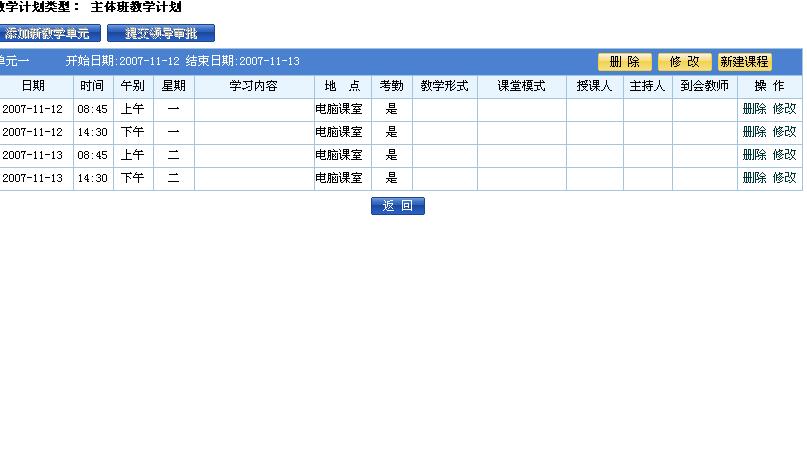 教学计划类型： 主体班教学计划
添加新教学单元 提交领导审批
单元一 开始日期:2007-11-12 结束日期:2007-11-13 删 除 修 改 新建课程
日期 时间 午别 星期 学习内容 地 点 考勤 教学形式 课堂模式 授课人 主持人 到会教师 操 作
2007-11-12 08:45 上午 一 电脑课室 是 删除 修改
2007-11-12 14:30 下午 一 电脑课室 是 删除 修改
2007-11-13 08:45 上午 二 电脑课室 是 删除 修改
2007-11-13 14:30 下午 二 电脑课室 是 删除 修改
返 回